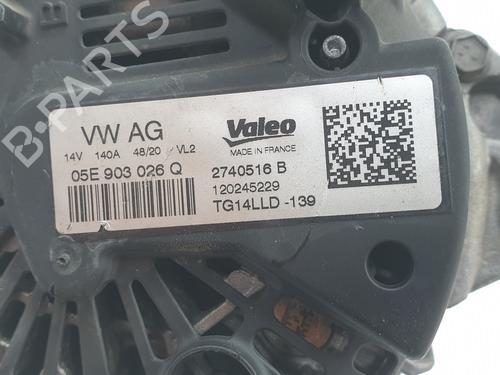 B-PARTS
B
VW AG
14V 140A 48/20 VL2
05E 903 026 Q
Valeo
MADE IN FRANCE
2740516 B
120245229
TG14LLD -139